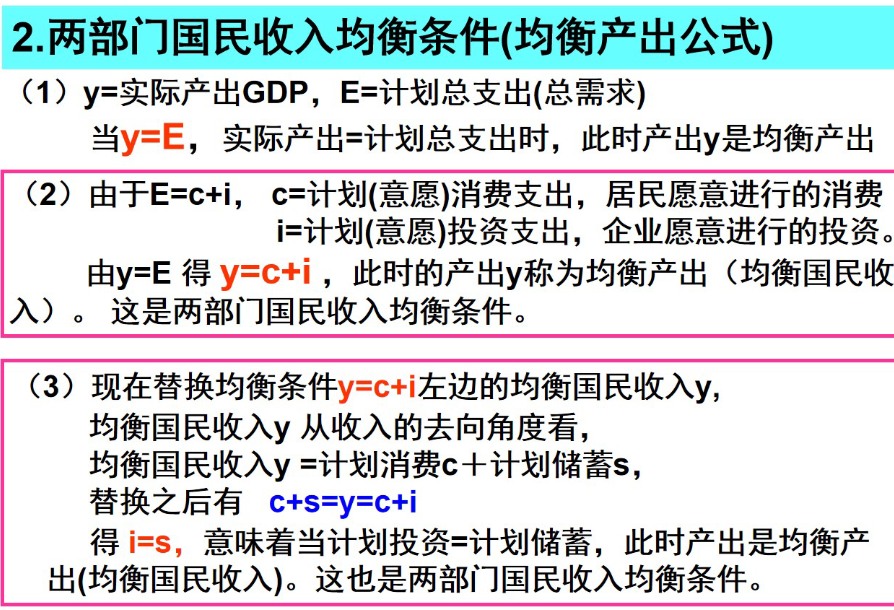 2.两部门国民收入均衡条件(均衡产出公式)
（1）y=实际产出GDP，E=计划总支出(总需求)
当y=E，实际产出=计划总支出时，此时产出y是均衡产出
（2）由于E=c+i， c=计划(意愿)消费支出，居民愿意进行的消费
i=计划(意愿)投资支出，企业愿意进行的投资。
由y=E 得 y=c+i ，此时的产出y称为均衡产出（均衡国民收
入）。 这是两部门国民收入均衡条件。
（3）现在替换均衡条件y=c+i左边的均衡国民收入y,
均衡国民收入y 从收入的去向角度看，
均衡国民收入y =计划消费c＋计划储蓄s，
替换之后有 c+s=y=c+i
得 i=s，意味着当计划投资=计划储蓄，此时产出是均衡产
出(均衡国民收入)。这也是两部门国民收入均衡条件。